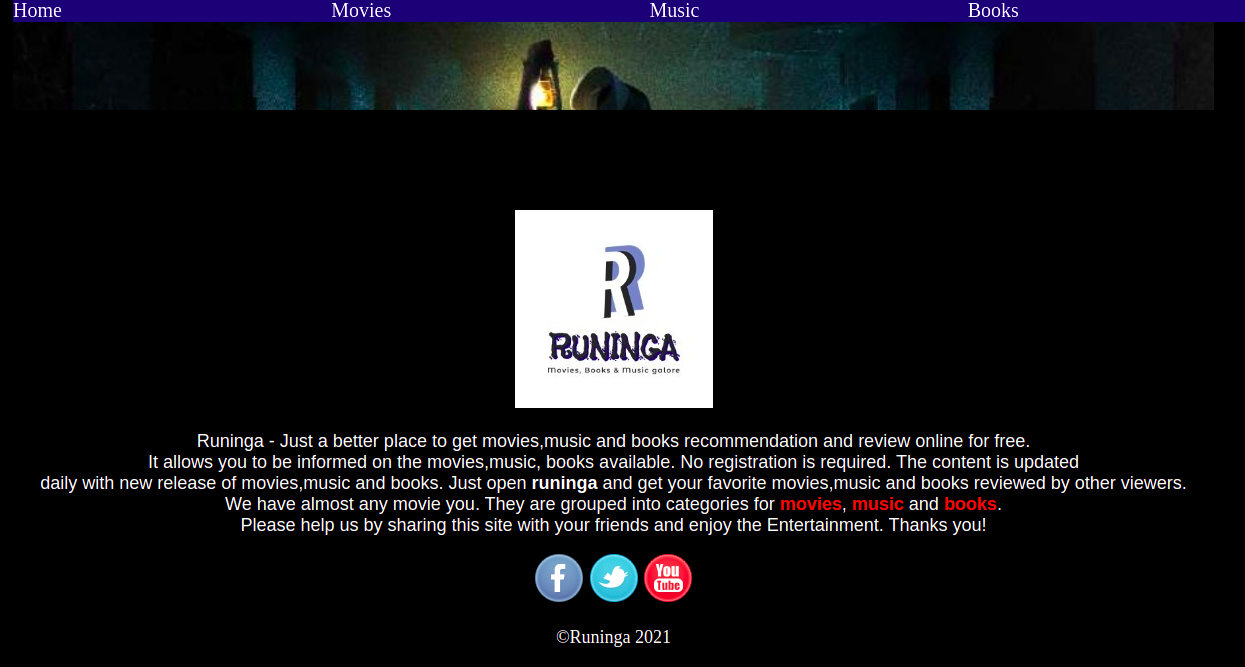 Home Movies Music Books
R
RUNINGA
Movies, Books & Music galore
Runinga - Just a better place to get movies,music and books recommendation and review online for free.
It allows you to be informed on the movies,music, books available. No registration is required. The content is updated
daily with new release of movies,music and books. Just open runinga and get your favorite movies,music and books reviewed by other viewers.
We have almost any movie you. They are grouped into categories for movies, music and books.
Please help us by sharing this site with your friends and enjoy the Entertainment. Thanks you!
f You Tube
©Runinga 2021